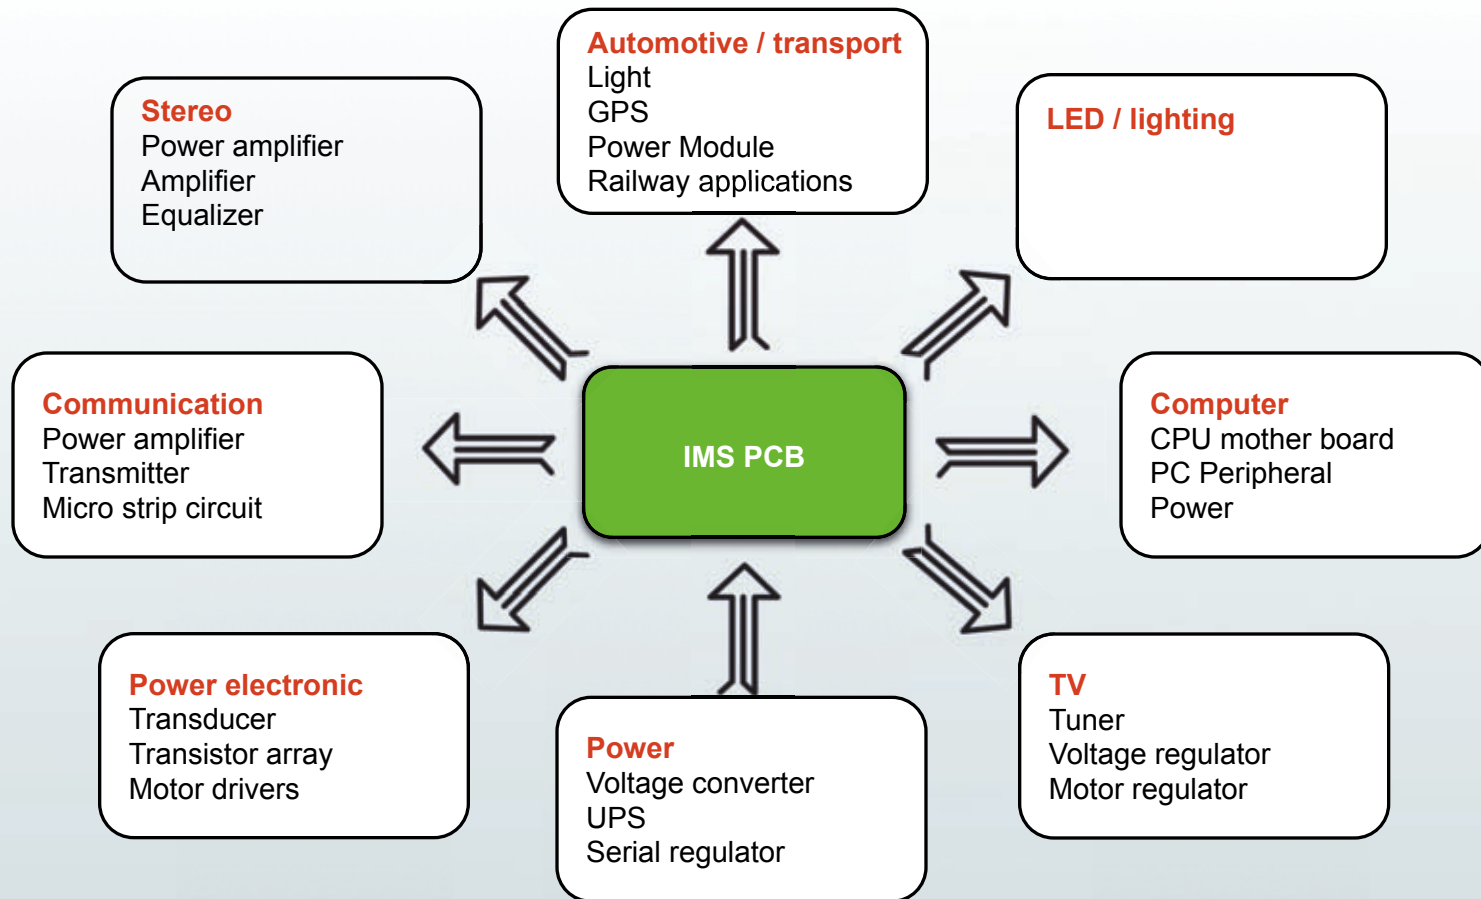 Automotive / transport
Light
GPS
Power Module
Railway applications
Stereo
Power amplifier
Amplifier
Equalizer
LED / lighting
Communication
Power amplifier
Transmitter
Micro strip circuit
IMS PCB
Computer
CPU mother board
PC Peripheral
Power
Power electronic
Transducer
Transistor array
Motor drivers
Power
Voltage converter
UPS
Serial regulator
TV
Tuner
Voltage regulator
Motor regulator